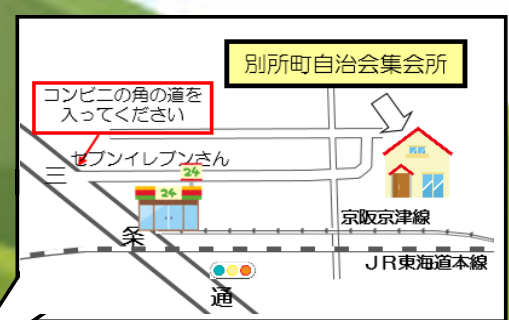 別所町自治会集会所
コンビニの角の道を
入ってください
セブンイレブンさん
24
24
三
条
通
京阪京津線
JR東海道本線